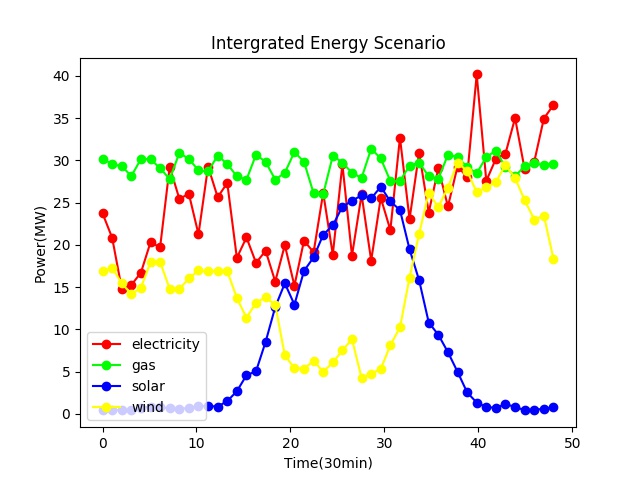 Intergrated Energy Scenario
Power(MW)
40
35
30
25
20
15
10
5
0
electricity
gas
solar
wind
0 10 20 30 40 50
Time(30min)